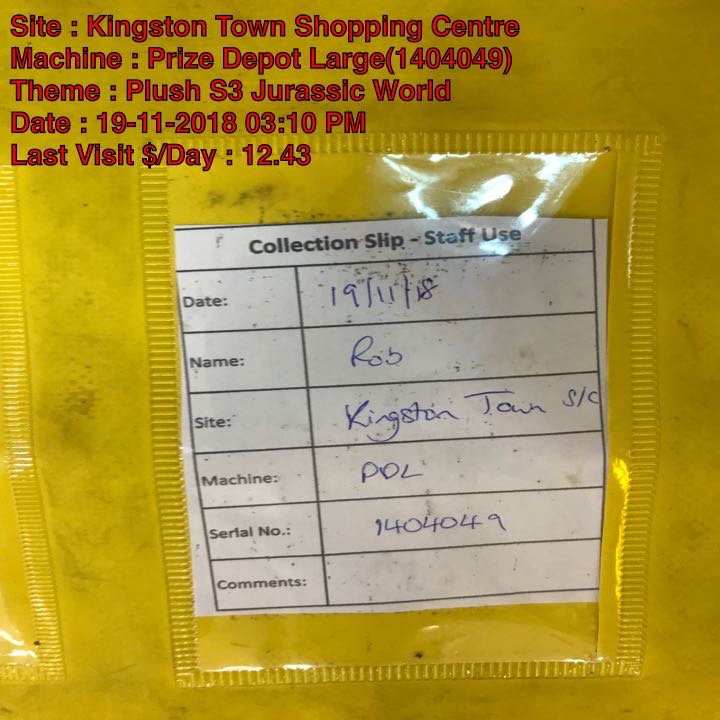 Site : Kingston Town Shopping Centre
Machine : Prize Depot Large(1404049)
Theme : Plush S3 Jurassic World
Date : 19-11-2018 03:10 PM
Last Visit $/Day : 12.43
Collection Slip - Staff Use
Date: 19/11/18
Name: Rob
Site: Kingston Town S/C
Machine: PDL
Serial No.: 1404049
Comments: